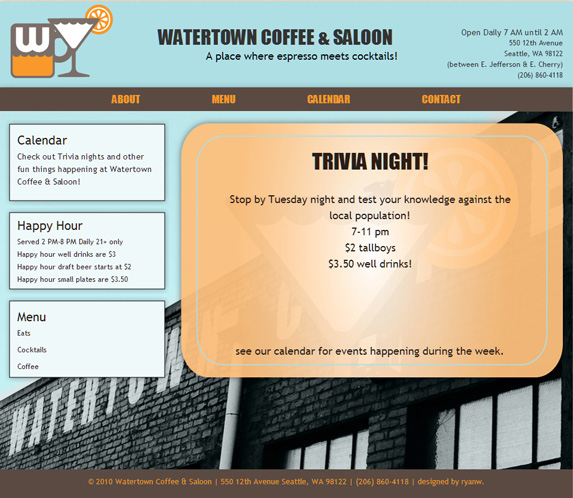 W
WATERTOWN COFFEE & SALOON
A place where espresso meets cocktails!
Open Daily 7 AM until 2 AM
550 12th Avenue
Seattle, WA 98122
(between E. Jefferson & E. Cherry)
(206) 860-4118
ABOUT MENU CALENDAR CONTACT
Calendar
Check out Trivia nights and other
fun things happening at Watertown
Coffee & Saloon!
Happy Hour
Served 2 PM-8 PM Daily 21+ only
Happy hour well drinks are $3
Happy hour draft beer starts at $2
Happy hour small plates are $3.50
Menu
Eats
Cocktails
Coffee
TRIVIA NIGHT!
Stop by Tuesday night and test your knowledge against the
local population!
7-11 pm
$2 tallboys
$3.50 well drinks!
see our calendar for events happening during the week.
WATERTOWN
© 2010 Watertown Coffee & Saloon | 550 12th Avenue Seattle, WA 98122 | (206) 860-4118 | designed by ryanw.